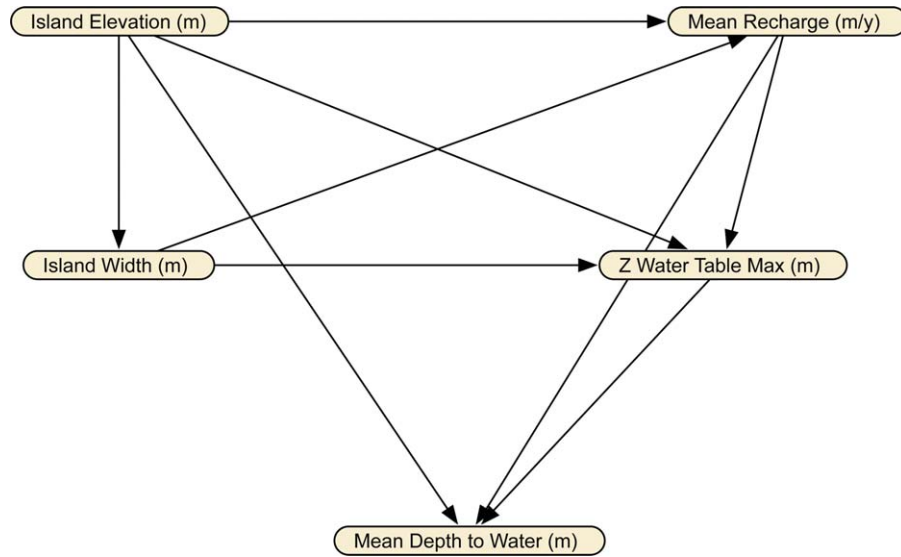 Island Elevation (m)
Mean Recharge (m/y)
Island Width (m)
Z Water Table Max (m)
Mean Depth to Water (m)